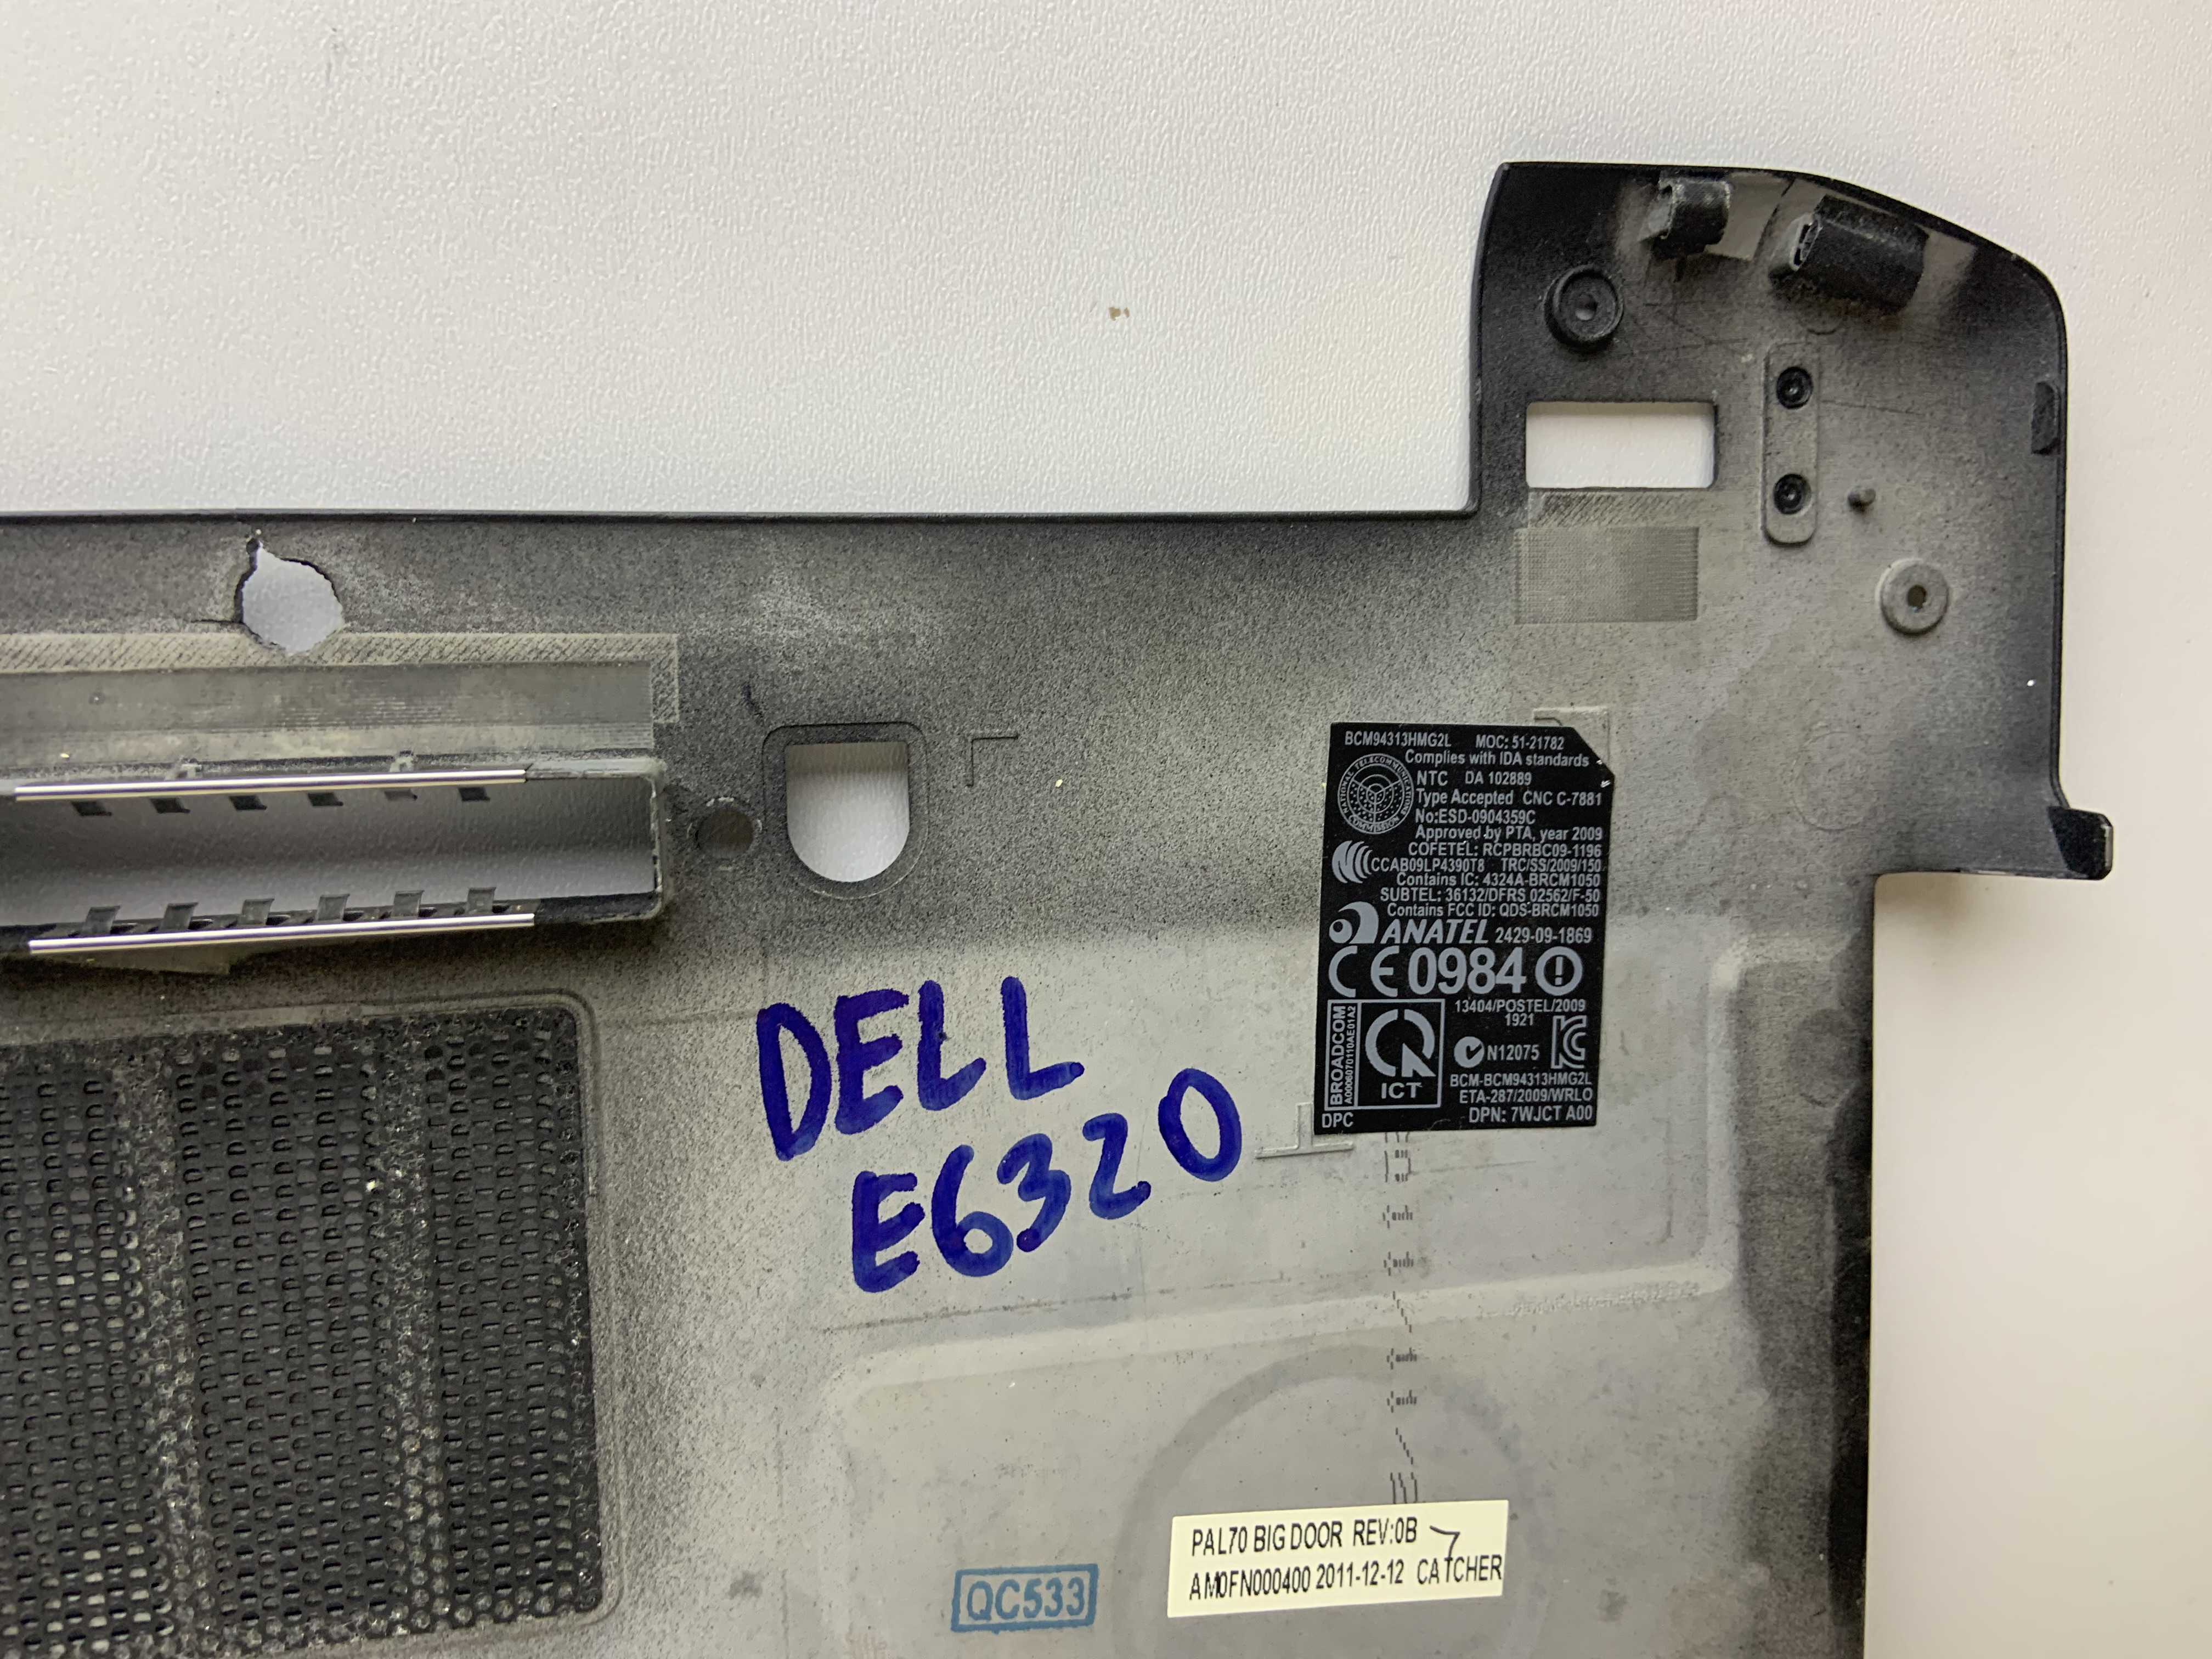 BCM94313HMG2L MOC: 51-21782
Complies with IDA standards
NTC DA 102889
Type Accepted CNC C-7881
No:ESD-0904359C
Approved by PTA, year 2009
COFETEL: RCPBRBC09-1196
CCAB09LP4390T8 TRC/SS/2009/150
Contains IC: 4324A-BRCM1050
SUBTEL: 36132/DFRS 02562/F-50
Contains FCC ID: QDS-BRCM1050
ANATEL 2429-09-1869
CE0984
13404/POSTEL/2009
1921
BROADCOM
A0006070110AE01A2
ICT
N12075
BCM-BCM94313HMG2L
ETA-287/2009/WRLO
DPC DPN: 7WJCT A00
DELL
E6320
PAL70 BIG DOOR REV:0B
AM0FN000400 2011-12-12 CATCHER
7
QC533